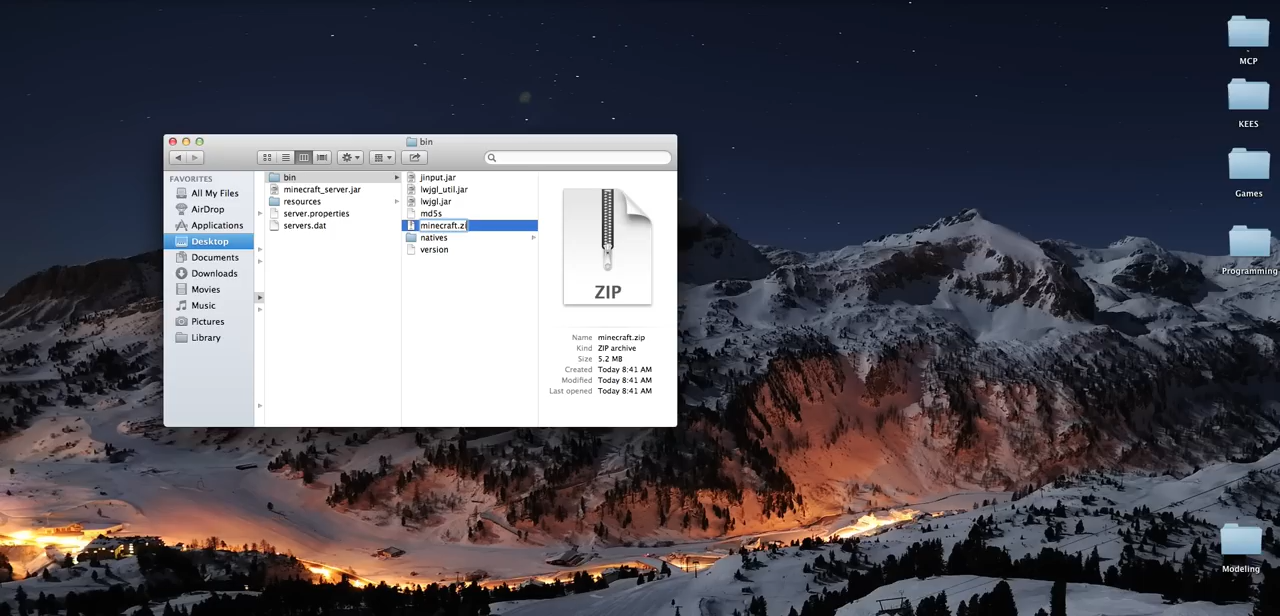 bin
FAVORITES
All My Files
AirDrop
Applications
Desktop
Documents
Downloads
Movies
Music
Pictures
Library
bin
minecraft_server.jar
resources
server.properties
servers.dat
jinput.jar
lwjgl_util.jar
lwjgl.jar
md5s
minecraft.zi
natives
version
ZIP
Name minecraft.zip
Kind ZIP archive
Size 5.2 MB
Created Today 8:41 AM
Modified Today 8:41 AM
Last opened Today 8:41 AM
MCP
KEES
Games
Programming
Modeling